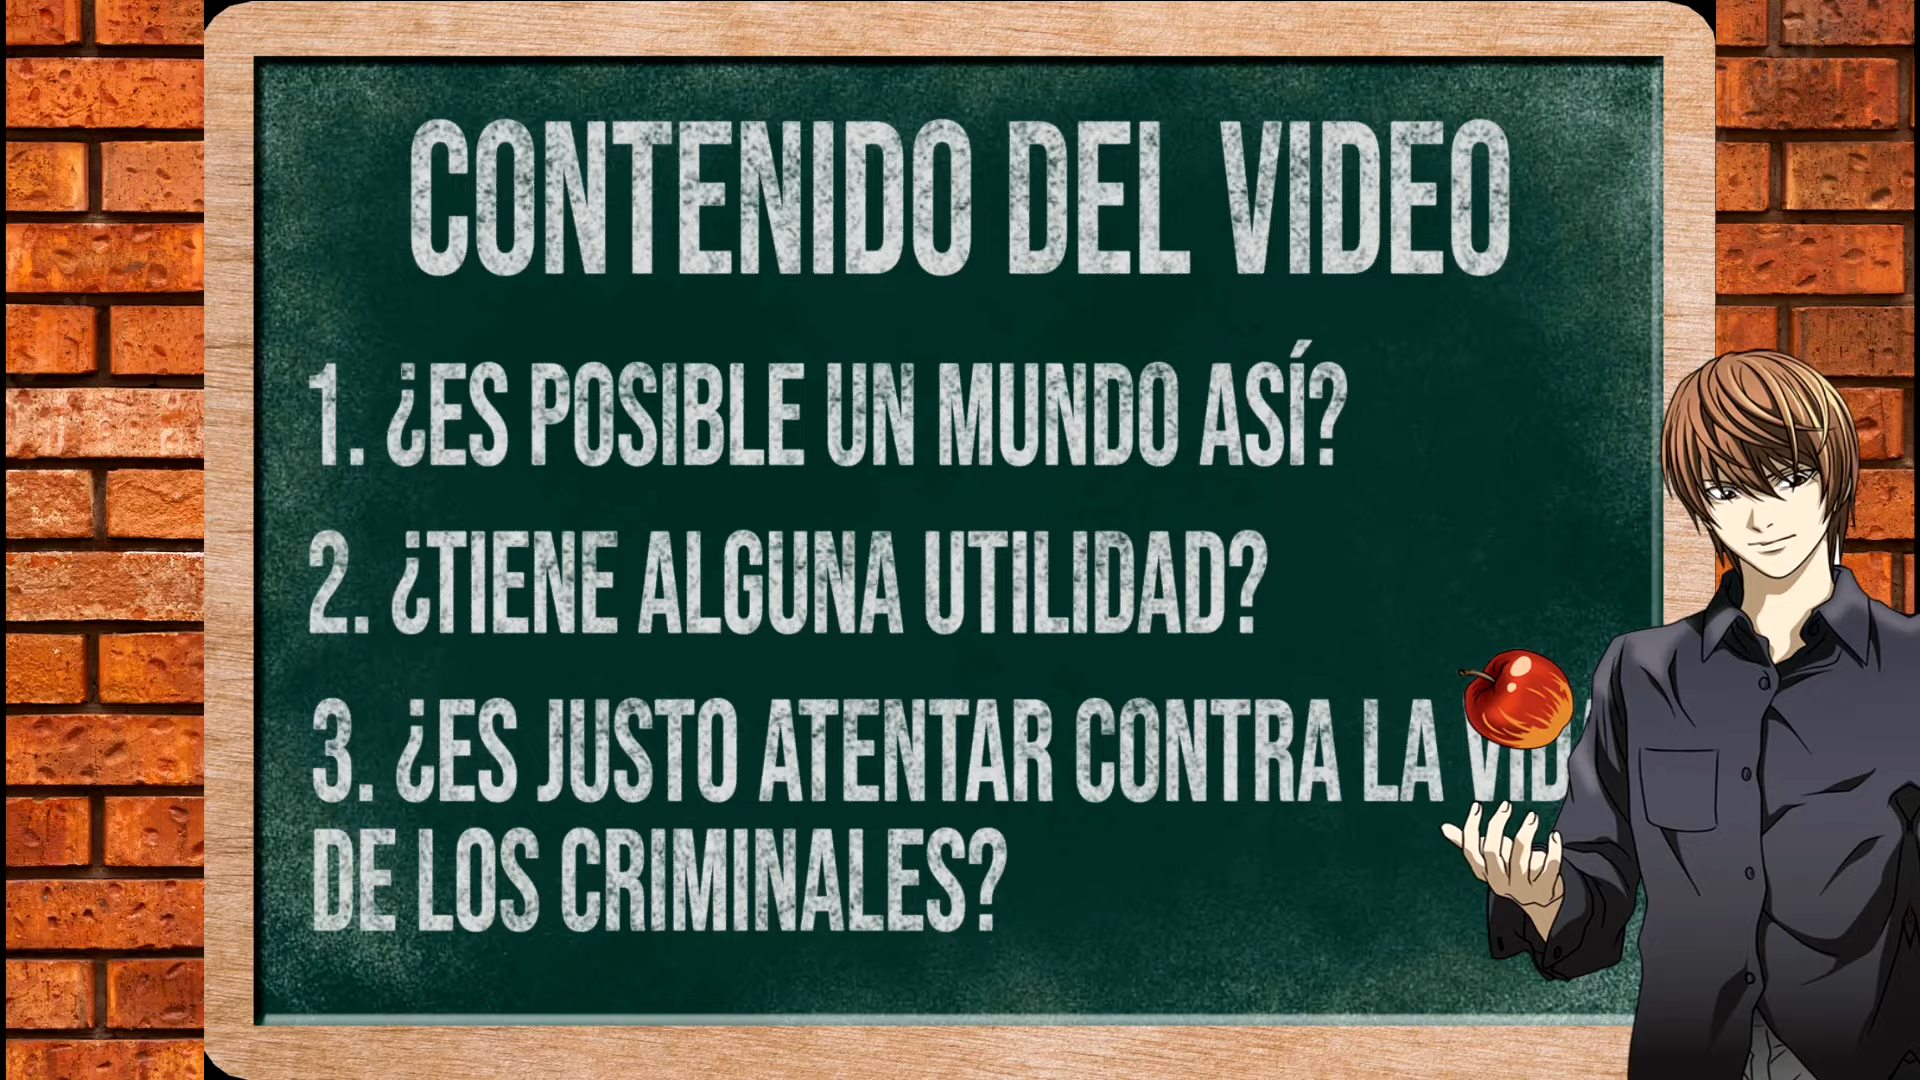 CONTENIDO DEL VIDEO
1. ¿ES POSIBLE UN MUNDO ASÍ?
2. ¿TIENE ALGUNA UTILIDAD?
3. ¿ES JUSTO ATENTAR CONTRA LA VIDA
DE LOS CRIMINALES?